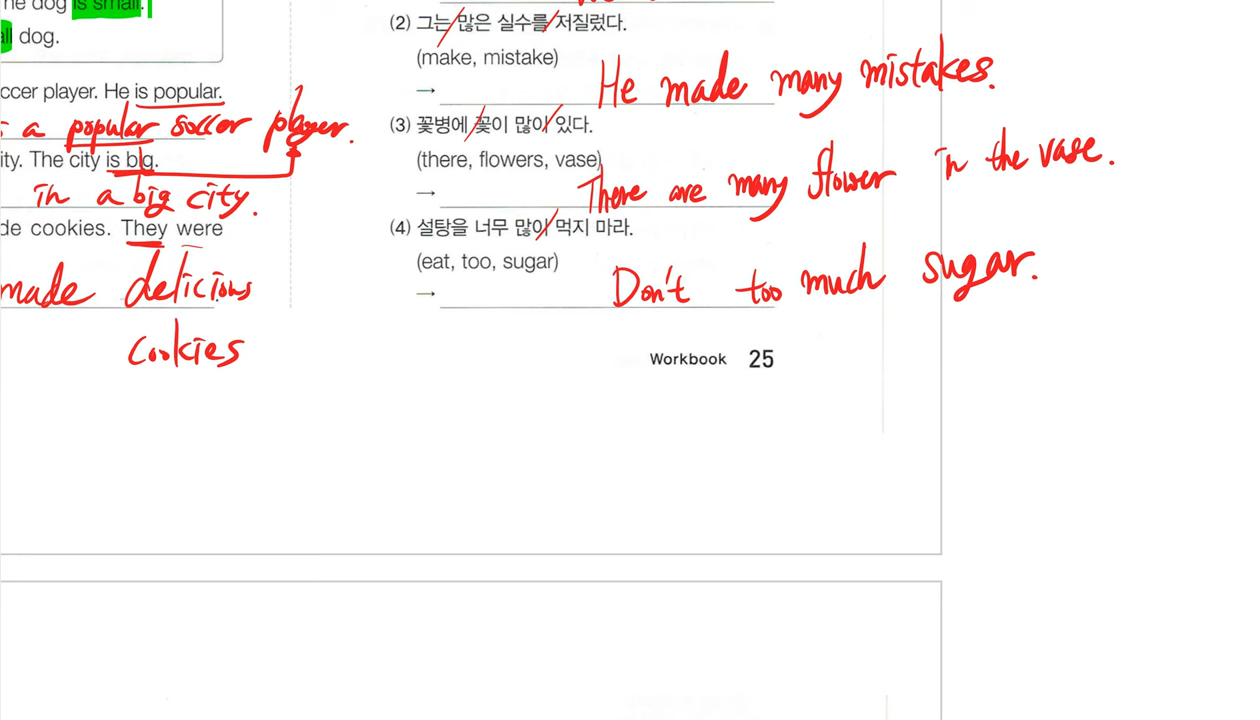 he dog is small.
all dog.
ccer player. He is popular.
a popular soccer player.
ity. The city is big.
in a big city.
de cookies. They were
made delicious
cookies
(2) 그는 많은 실수를 저질렀다.
(make, mistake)
→ He made many mistakes.
(3) 꽃병에 꽃이 많이 있다.
(there, flowers, vase)
→ There are many flower in the vase.
(4) 설탕을 너무 많이 먹지 마라.
(eat, too, sugar)
→ Don't too much sugar.
Workbook 25